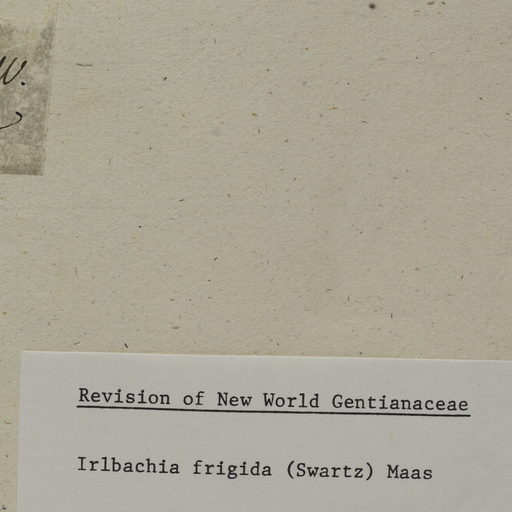 W.
Revision of New World Gentianaceae
Irlbachia frigida (Swartz) Maas